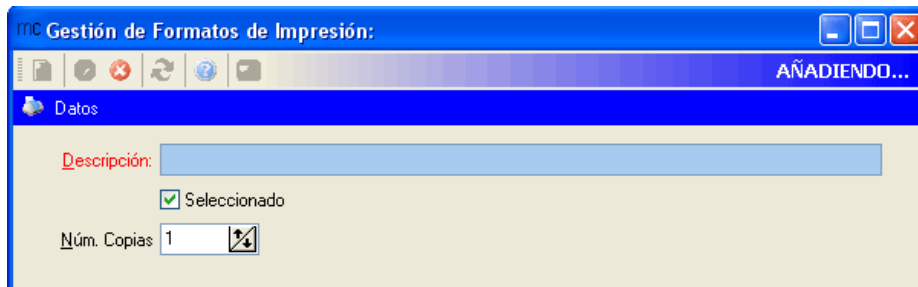 mc Gestión de Formatos de Impresión:
AÑADIENDO...
Datos
Descripción:
Seleccionado
Núm. Copias 1